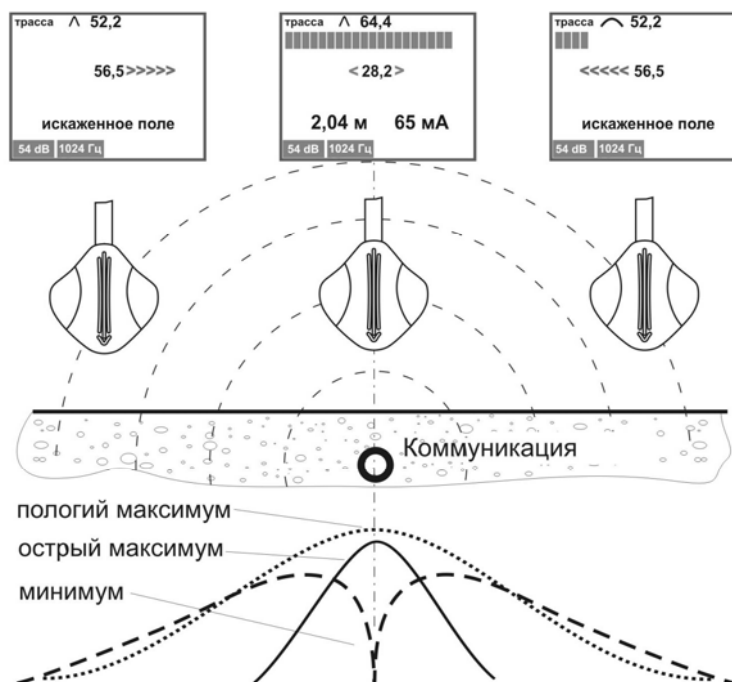 трасса ∧ 52,2
56,5 >>>>>
искаженное поле
54 dB 1024 Гц
трасса ∧ 64,4
< 28,2 >
2,04 м 65 мА
54 dB 1024 Гц
трасса ⌒ 52,2
<<<<< 56,5
искаженное поле
54 dB 1024 Гц
Коммуникация
пологий максимум
острый максимум
минимум